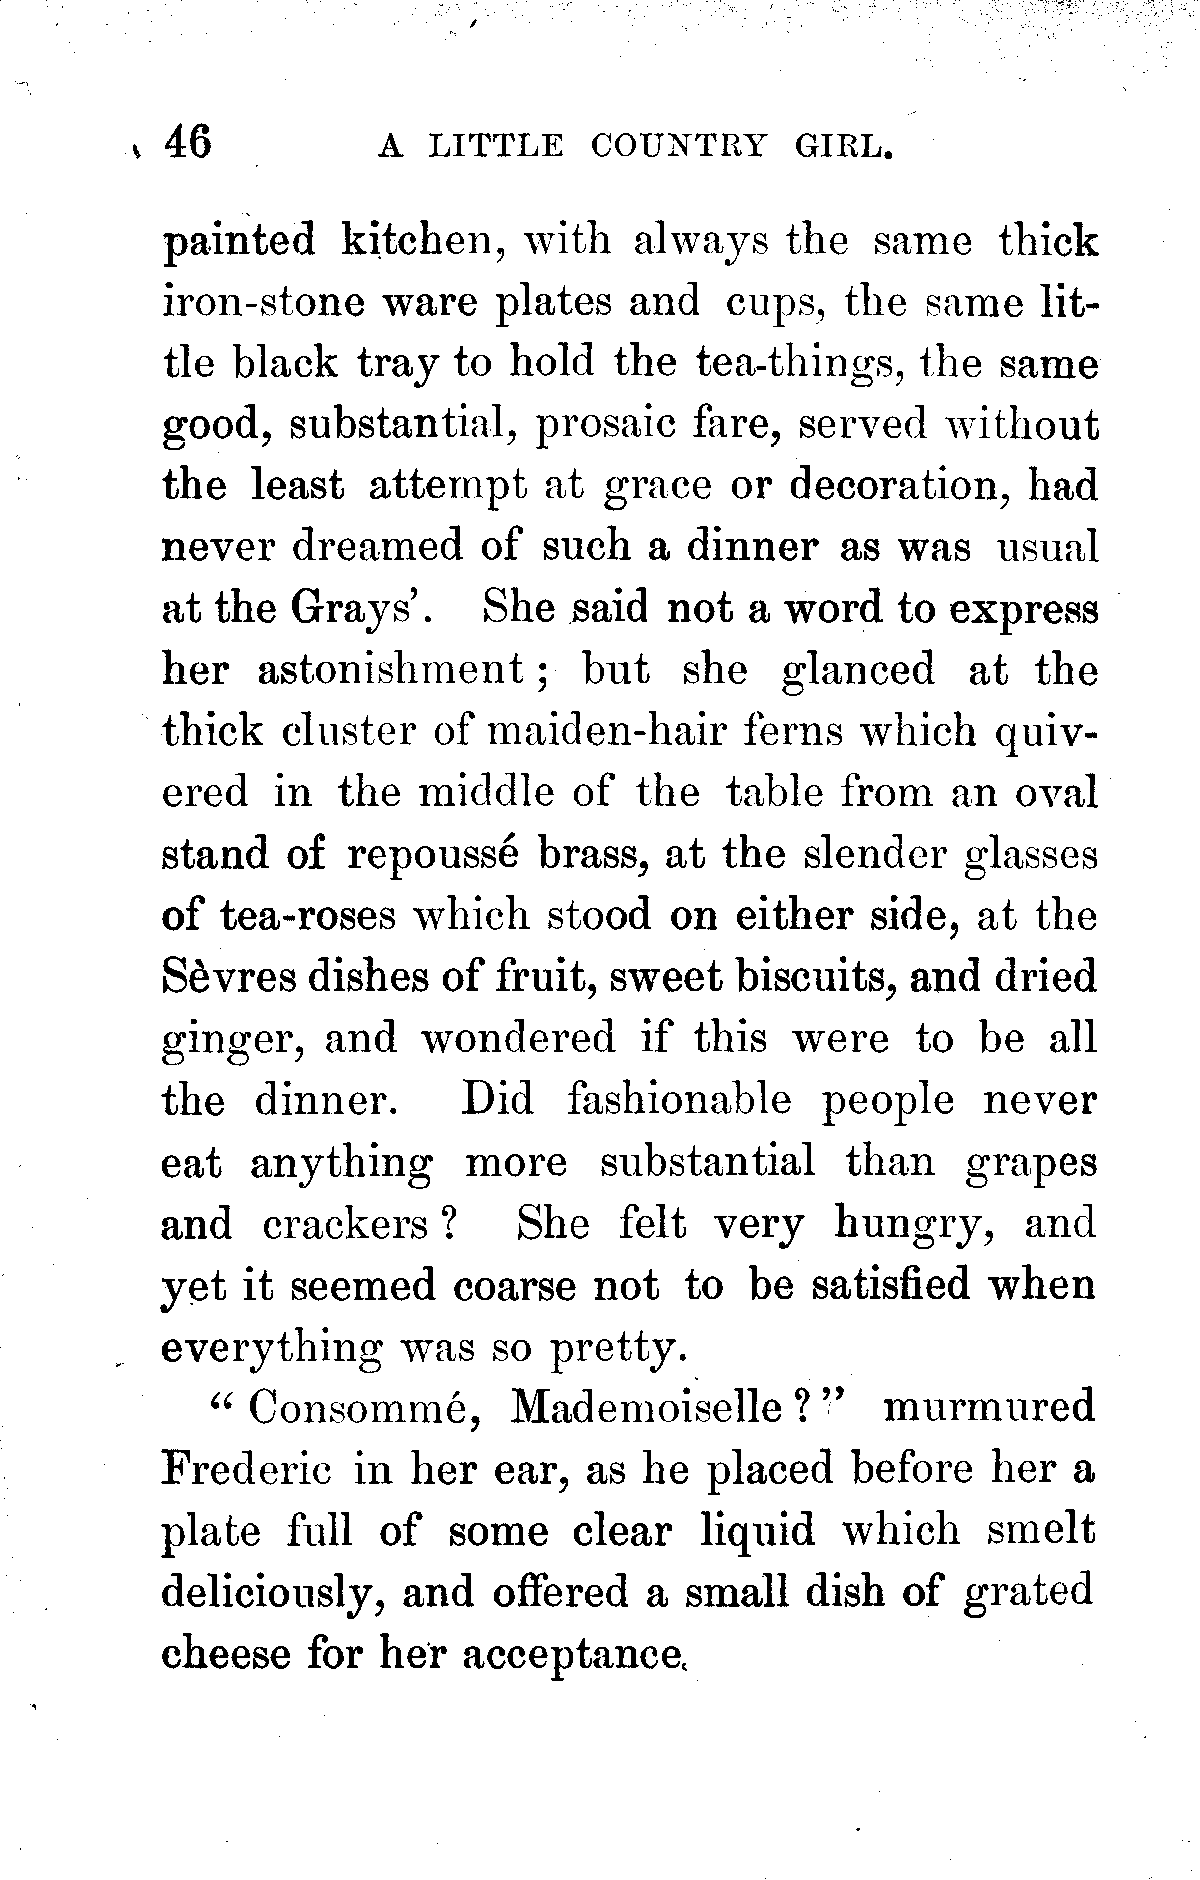 46 A LITTLE COUNTRY GIRL.
painted kitchen, with always the same thick
iron-stone ware plates and cups, the same lit-
tle black tray to hold the tea-things, the same
good, substantial, prosaic fare, served without
the least attempt at grace or decoration, had
never dreamed of such a dinner as was usual
at the Grays’. She said not a word to express
her astonishment ; but she glanced at the
thick cluster of maiden-hair ferns which quiv-
ered in the middle of the table from an oval
stand of repoussé brass, at the slender glasses
of tea-roses which stood on either side, at the
Sèvres dishes of fruit, sweet biscuits, and dried
ginger, and wondered if this were to be all
the dinner. Did fashionable people never
eat anything more substantial than grapes
and crackers ? She felt very hungry, and
yet it seemed coarse not to be satisfied when
everything was so pretty.
“ Consommé, Mademoiselle ? ” murmured
Frederic in her ear, as he placed before her a
plate full of some clear liquid which smelt
deliciously, and offered a small dish of grated
cheese for her acceptance.